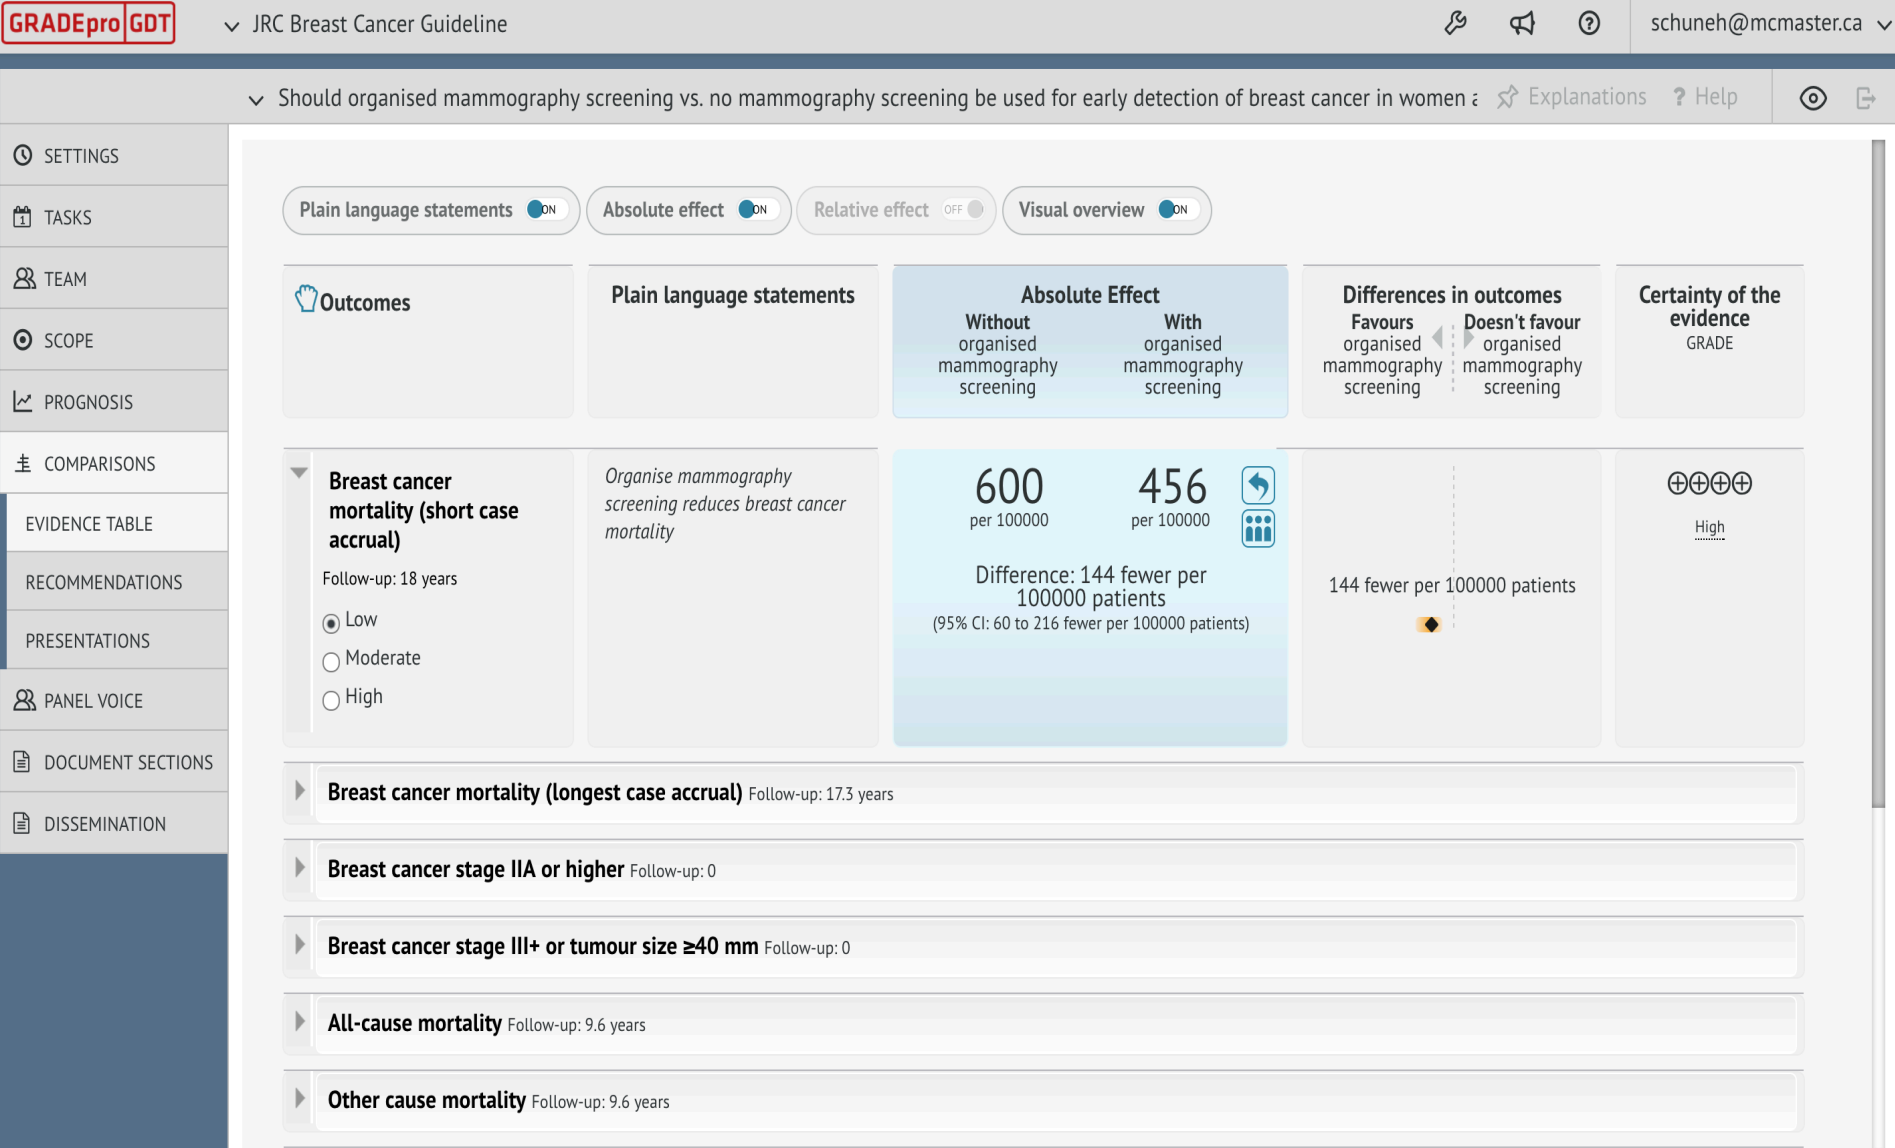 GRADEpro GDT
JRC Breast Cancer Guideline
schuneh@mcmaster.ca
Should organised mammography screening vs. no mammography screening be used for early detection of breast cancer in women
Explanations
? Help
SETTINGS
TASKS
TEAM
SCOPE
PROGNOSIS
COMPARISONS
EVIDENCE TABLE
RECOMMENDATIONS
PRESENTATIONS
PANEL VOICE
DOCUMENT SECTIONS
DISSEMINATION
Plain language statements ON
Absolute effect ON
Relative effect OFF
Visual overview ON
Outcomes
Plain language statements
Absolute Effect
Without
organised
mammography
screening
With
organised
mammography
screening
Differences in outcomes
Favours
organised
mammography
screening
Doesn't favour
organised
mammography
screening
Certainty of the
evidence
GRADE
Breast cancer
mortality (short case
accrual)
Follow-up: 18 years
Low
Moderate
High
Organise mammography
screening reduces breast cancer
mortality
600
per 100000
456
per 100000
Difference: 144 fewer per
100000 patients
(95% CI: 60 to 216 fewer per 100000 patients)
144 fewer per 100000 patients
⊕⊕⊕⊕
High
Breast cancer mortality (longest case accrual) Follow-up: 17.3 years
Breast cancer stage IIA or higher Follow-up: 0
Breast cancer stage III+ or tumour size ≥40 mm Follow-up: 0
All-cause mortality Follow-up: 9.6 years
Other cause mortality Follow-up: 9.6 years